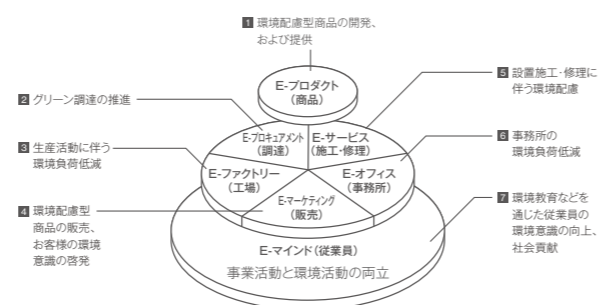 1 環境配慮型商品の開発、
および提供
E-プロダクト
(商品)
5 設置施工・修理に
伴う環境配慮
2 グリーン調達の推進
E-プロキュアメント
(調達)
E-サービス
(施工・修理)
6 事務所の
環境負荷低減
3 生産活動に伴う
環境負荷低減
E-ファクトリー
(工場)
E-オフィス
(事務所)
E-マーケティング
(販売)
4 環境配慮型
商品の販売、
お客様の環境
意識の啓発
7 環境教育などを
通じた従業員の
環境意識の向上、
社会貢献
E-マインド(従業員)
事業活動と環境活動の両立